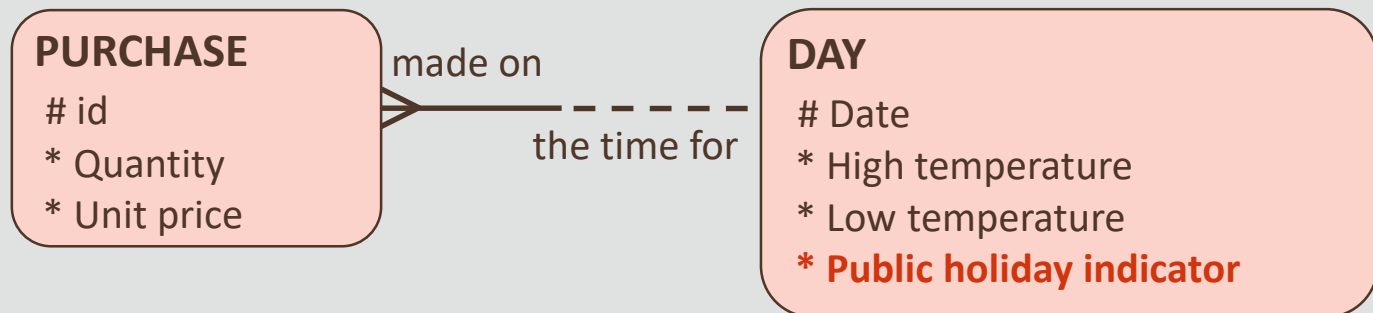 PURCHASE
# id
* Quantity
* Unit price
made on
the time for
DAY
# Date
* High temperature
* Low temperature
* Public holiday indicator